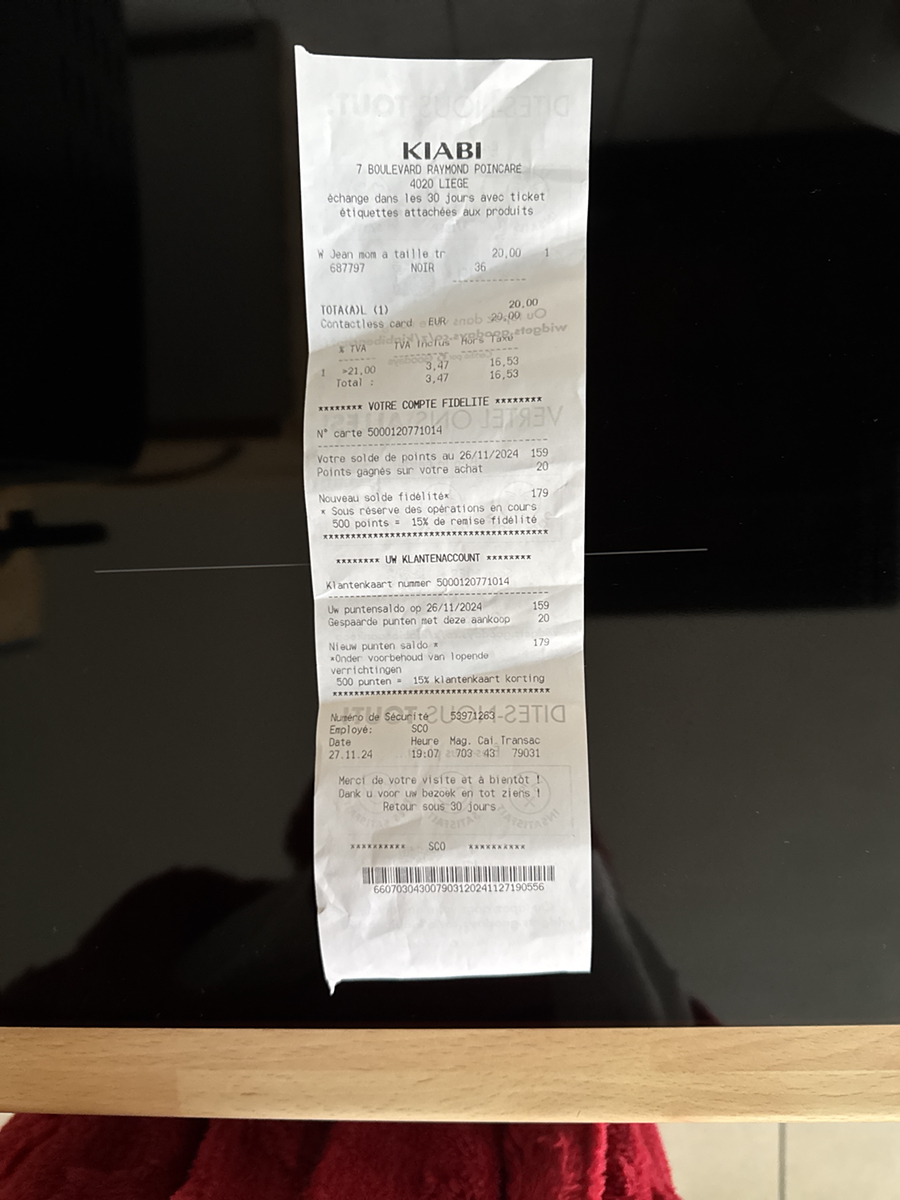 KIABI
7 BOULEVARD RAYMOND POINCARE
4020 LIEGE
échange dans les 30 jours avec ticket
étiquettes attachées aux produits
W Jean mom a taille tr 20,00 1
687797 NOIR 36
------------
TOTA(A)L (1) 20,00
Contactless card EUR 20,00
% TVA TVA Inclus Hors Taxe
1 >21,00 3,47 16,53
Total : 3,47 16,53
******** VOTRE COMPTE FIDELITE ********
N° carte 5000120771014
Votre solde de points au 26/11/2024 159
Points gagnés sur votre achat 20
Nouveau solde fidélité* 179
* Sous réserve des opérations en cours
500 points = 15% de remise fidélité
**************************************
******** UW KLANTENACCOUNT ********
Klantenkaart nummer 5000120771014
Uw puntensaldo op 26/11/2024 159
Gespaarde punten met deze aankoop 20
Nieuw punten saldo * 179
*Onder voorbehoud van lopende
verrichtingen
500 punten = 15% klantenkaart korting
**************************************
Numéro de Sécurité 53971263
Employé: SCO
Date Heure Mag. Cai. Transac
27.11.24 19:07 703 43 79031
Merci de votre visite et à bientôt !
Dank u voor uw bezoek en tot ziens !
Retour sous 30 jours
********** SCO **********
660703043007903120241127190556